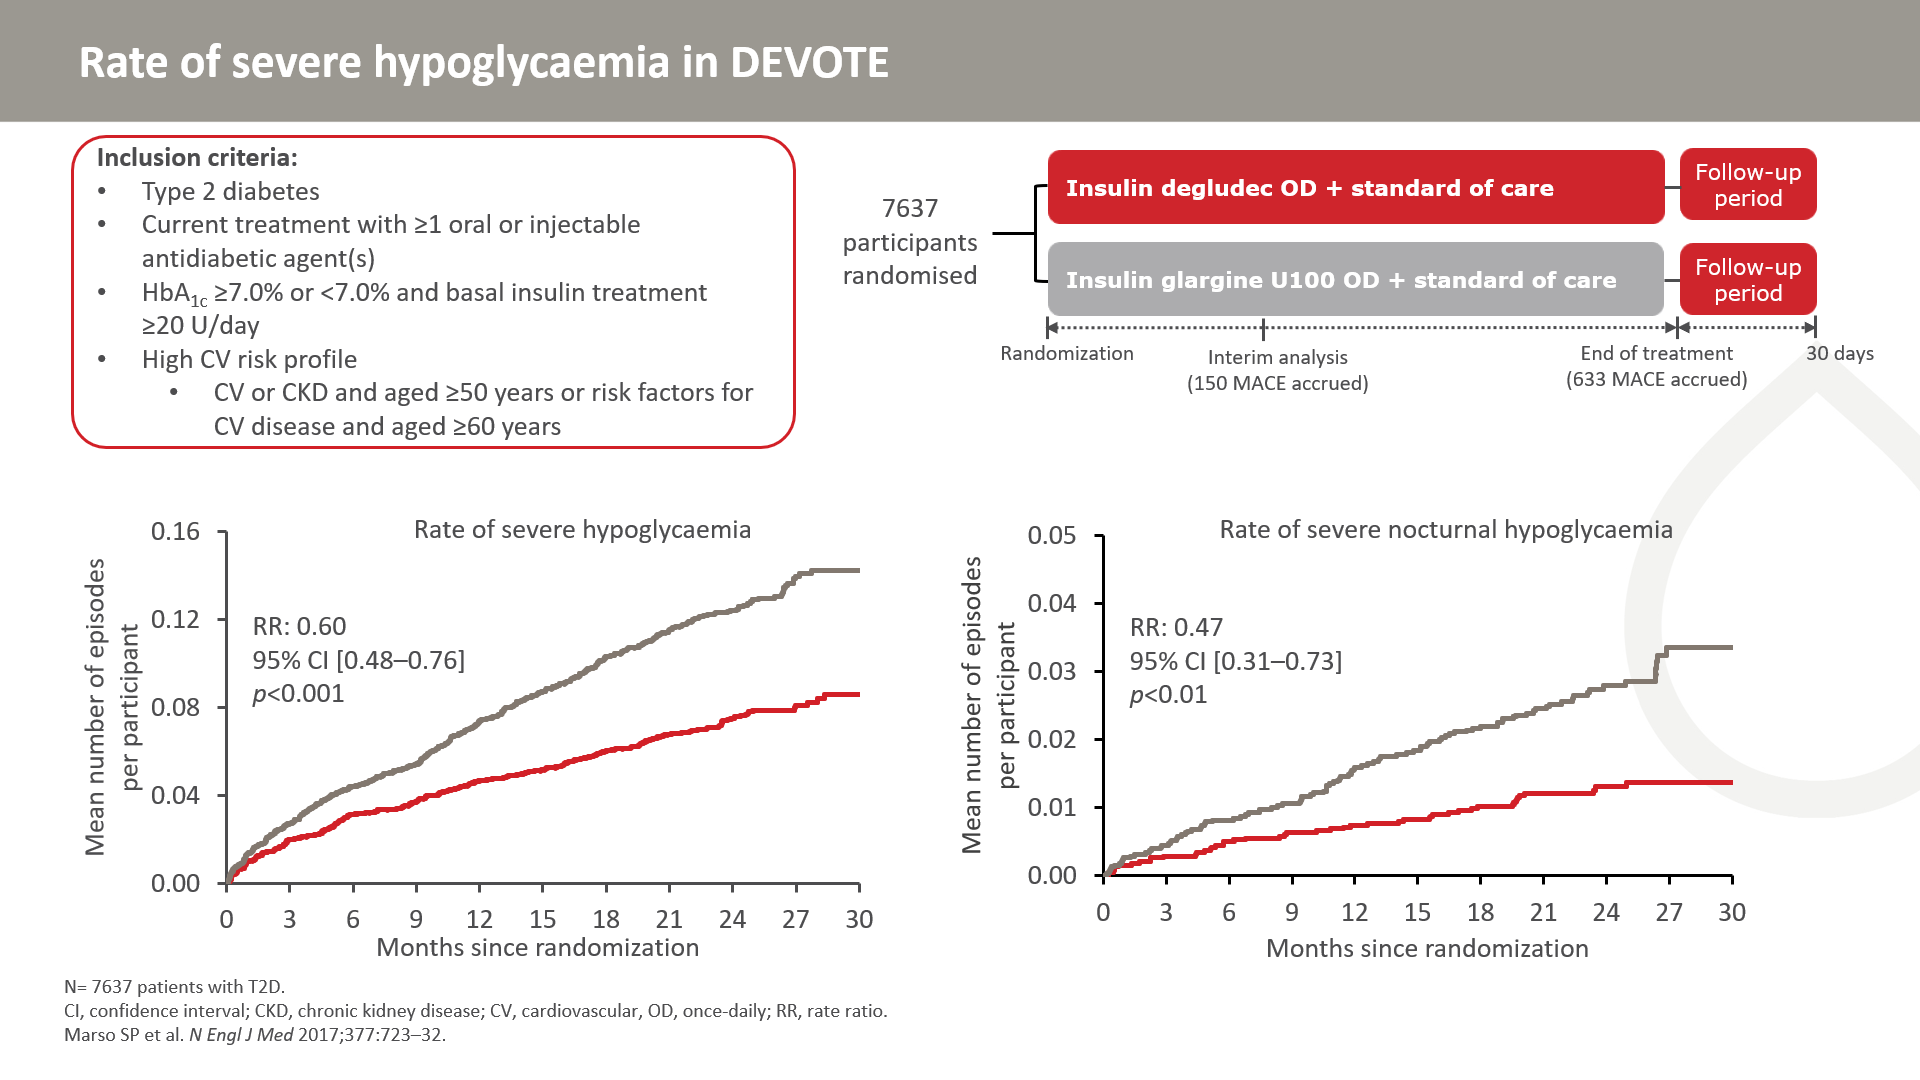 Rate of severe hypoglycaemia in DEVOTE
Inclusion criteria:
• Type 2 diabetes
• Current treatment with ≥1 oral or injectable
antidiabetic agent(s)
• HbA1c ≥7.0% or <7.0% and basal insulin treatment
≥20 U/day
• High CV risk profile
• CV or CKD and aged ≥50 years or risk factors for
CV disease and aged ≥60 years
7637
participants
randomised
Insulin degludec OD + standard of care
Follow-up
period
Insulin glargine U100 OD + standard of care
Follow-up
period
Randomization
Interim analysis
(150 MACE accrued)
End of treatment
(633 MACE accrued)
30 days
Rate of severe hypoglycaemia
Mean number of episodes
per participant
0.16
0.12
0.08
0.04
0.00
RR: 0.60
95% CI [0.48–0.76]
p<0.001
0 3 6 9 12 15 18 21 24 27 30
Months since randomization
Rate of severe nocturnal hypoglycaemia
Mean number of episodes
per participant
0.05
0.04
0.03
0.02
0.01
0.00
RR: 0.47
95% CI [0.31–0.73]
p<0.01
0 3 6 9 12 15 18 21 24 27 30
Months since randomization
N= 7637 patients with T2D.
CI, confidence interval; CKD, chronic kidney disease; CV, cardiovascular, OD, once-daily; RR, rate ratio.
Marso SP et al. N Engl J Med 2017;377:723–32.